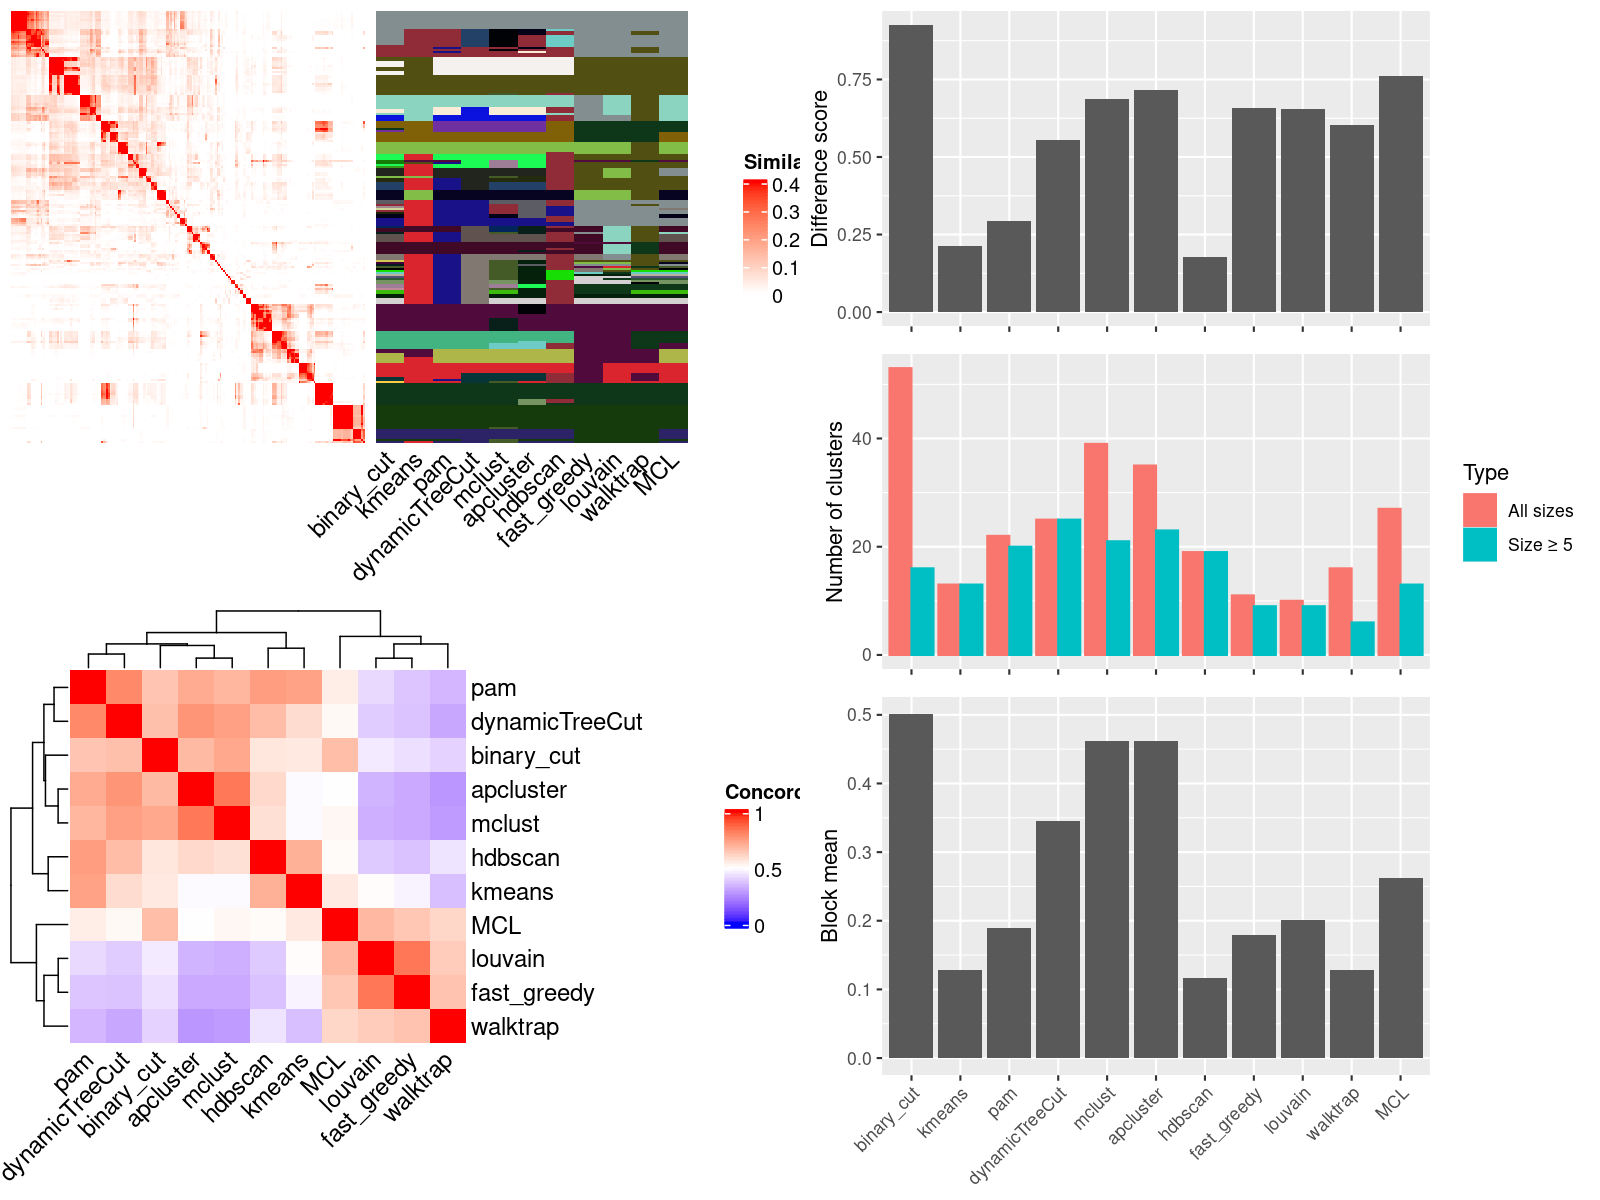 Simila
0.4
0.3
0.2
0.1
0
binary_cut
kmeans
pam
dynamicTreeCut
mclust
apcluster
hdbscan
fast_greedy
louvain
walktrap
MCL
pam
dynamicTreeCut
binary_cut
apcluster
mclust
hdbscan
kmeans
MCL
louvain
fast_greedy
walktrap
Concord
1
0.5
0
pam
dynamicTreeCut
binary_cut
apcluster
mclust
hdbscan
kmeans
MCL
louvain
fast_greedy
walktrap
Difference score
0.75
0.50
0.25
0.00
Number of clusters
40
20
0
Type
All sizes
Size ≥ 5
Block mean
0.5
0.4
0.3
0.2
0.1
0.0
binary_cut
kmeans
pam
dynamicTreeCut
mclust
apcluster
hdbscan
fast_greedy
louvain
walktrap
MCL